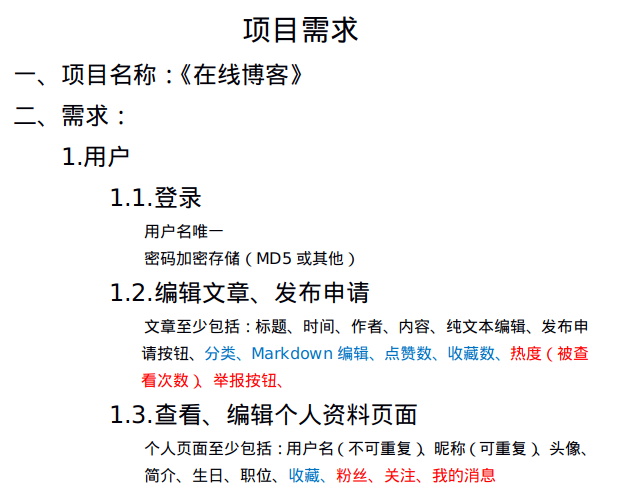 项目需求
一、项目名称：《在线博客》
二、需求：
1.用户
1.1.登录
用户名唯一
密码加密存储（MD5 或其他）
1.2.编辑文章、发布申请
文章至少包括：标题、时间、作者、内容、纯文本编辑、发布申
请按钮、分类、Markdown 编辑、点赞数、收藏数、热度（被查
看次数）、举报按钮、
1.3.查看、编辑个人资料页面
个人页面至少包括：用户名（不可重复）、昵称（可重复）、头像、
简介、生日、职位、收藏、粉丝、关注、我的消息